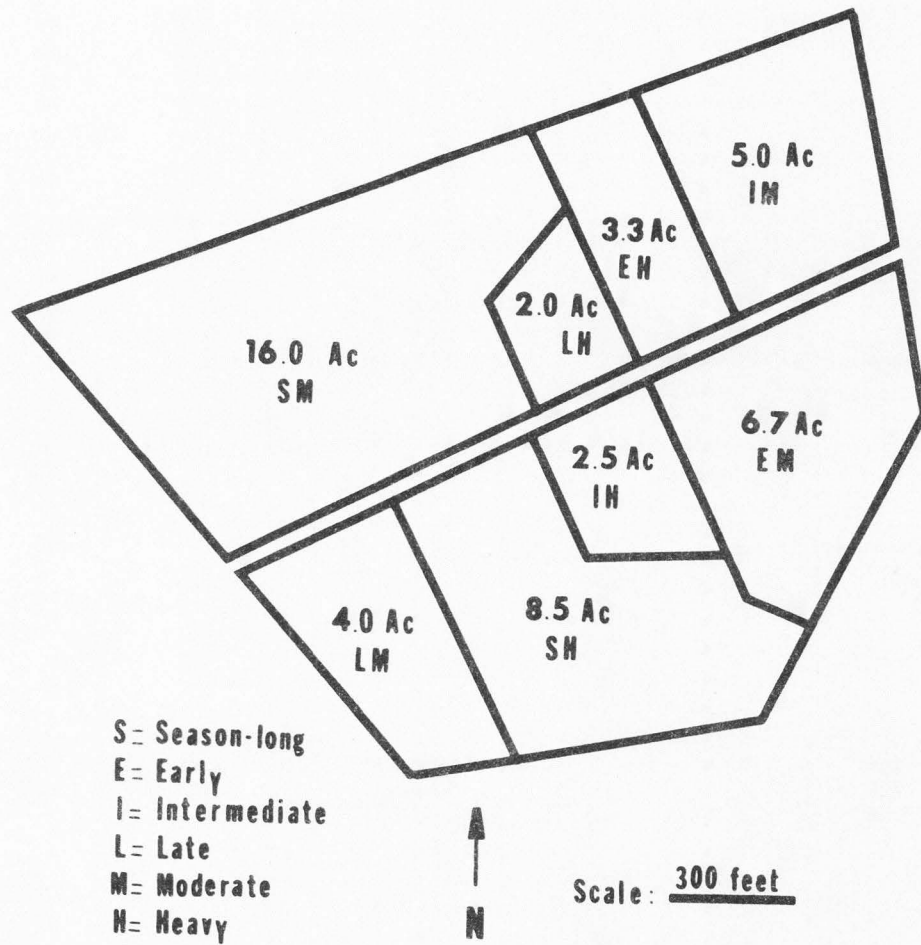 5.0 Ac
IM
3.3 Ac
EH
2.0 Ac
LH
16.0 Ac
SM
6.7 Ac
EM
2.5 Ac
IH
4.0 Ac
LM
8.5 Ac
SH
S= Season-long
E= Early
I= Intermediate
L= Late
M= Moderate
H= Heavy
N
Scale: 300 feet